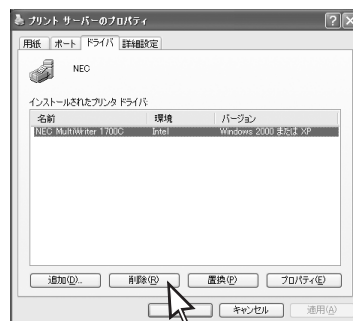 プリント サーバーのプロパティ
用紙 ポート ドライバ 詳細設定
NEC
インストールされたプリンタ ドライバ:
名前 環境 バージョン
NEC MultiWriter 1700C Intel Windows 2000 または XP
追加(D)... 削除(R) 置換(P) プロパティ(E)
キャンセル 適用(A)